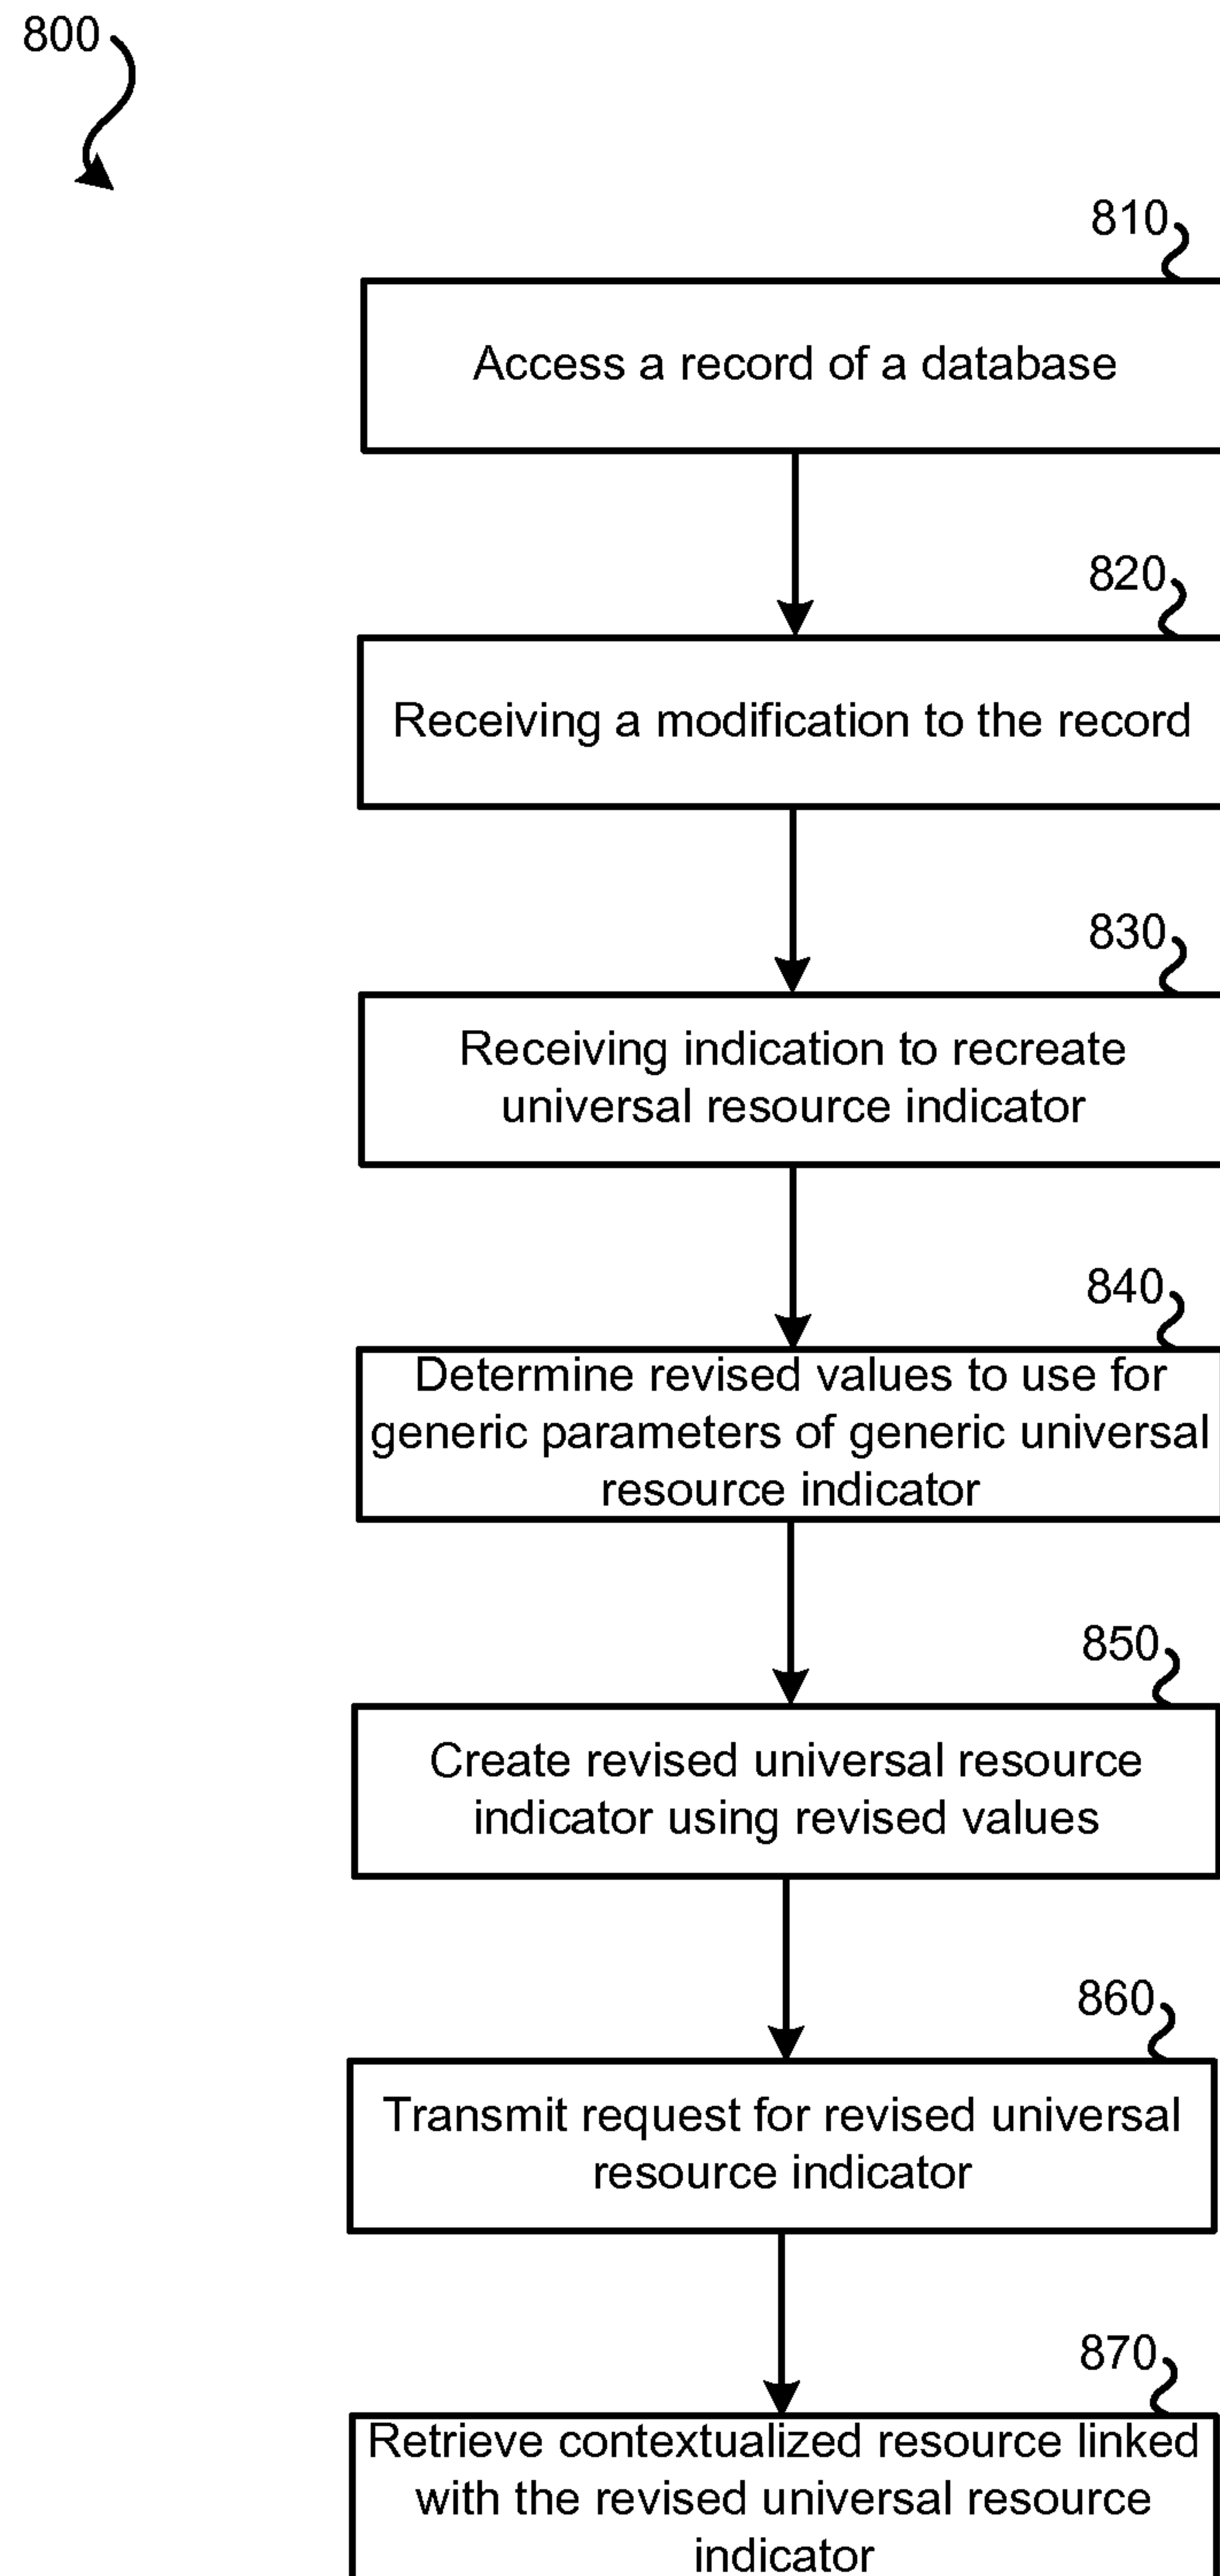 800
810
Access a record of a database
820
Receiving a modification to the record
830
Receiving indication to recreate
universal resource indicator
840
Determine revised values to use for
generic parameters of generic universal
resource indicator
850
Create revised universal resource
indicator using revised values
860
Transmit request for revised universal
resource indicator
870
Retrieve contextualized resource linked
with the revised universal resource
indicator